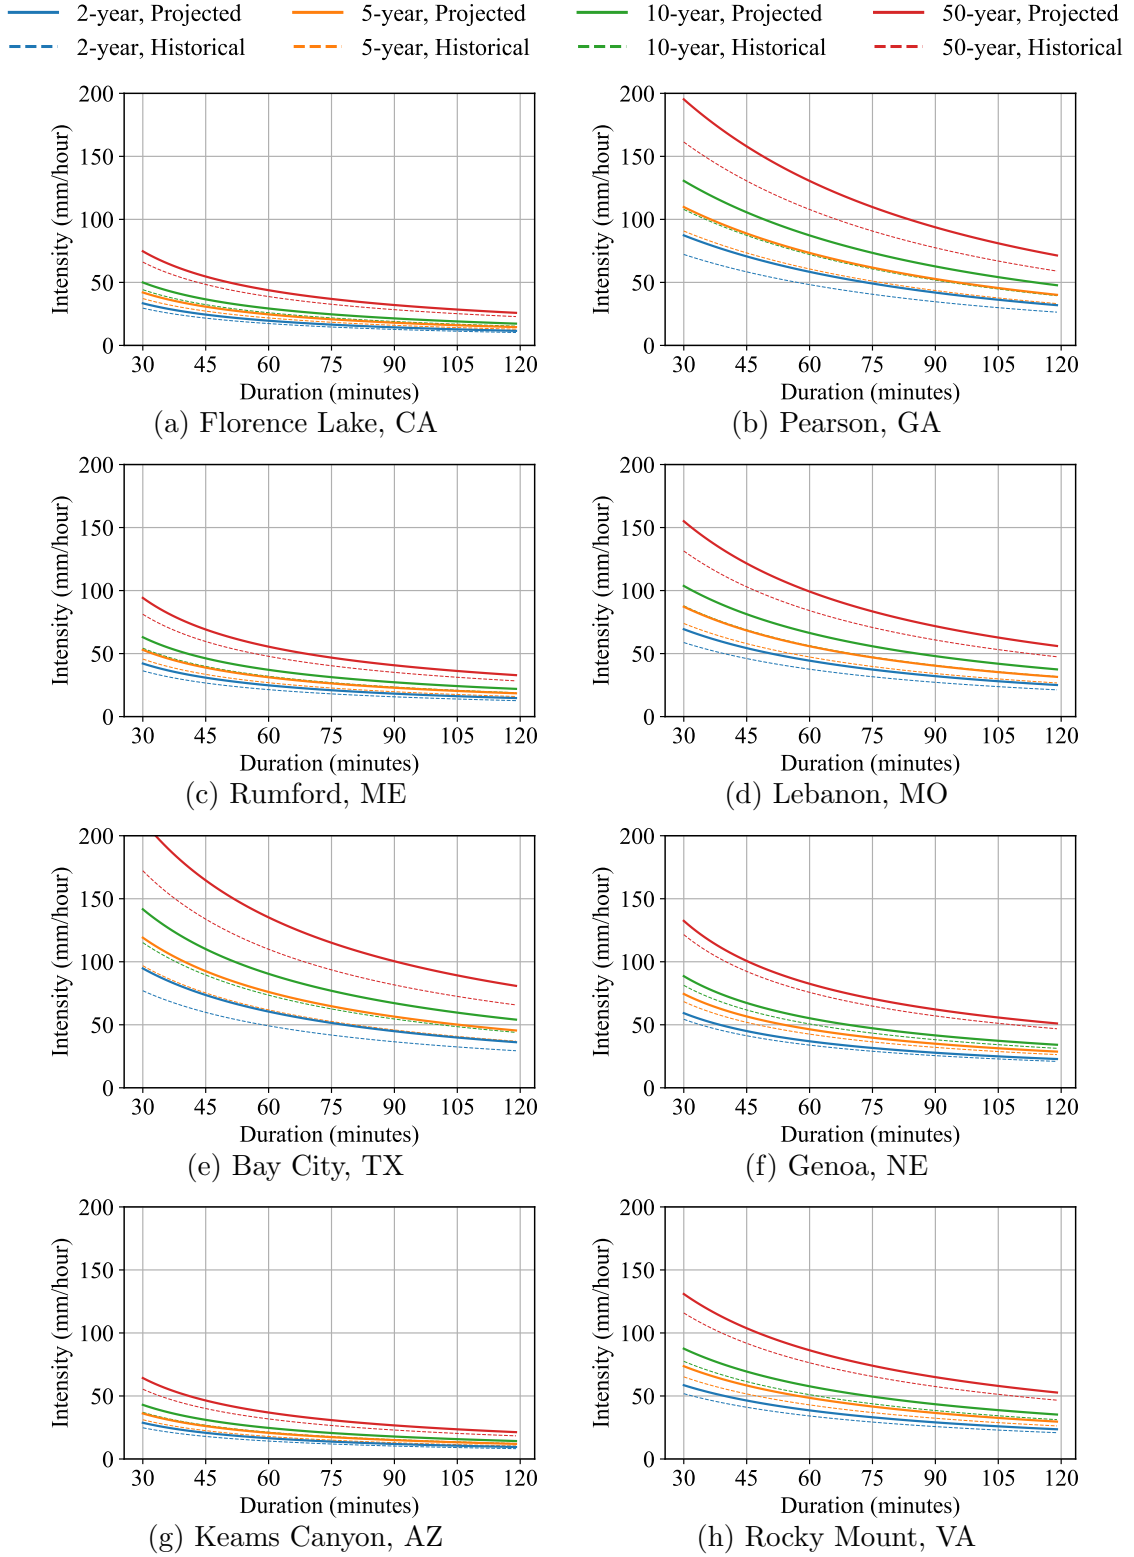 2-year, Projected 5-year, Projected 10-year, Projected 50-year, Projected
2-year, Historical 5-year, Historical 10-year, Historical 50-year, Historical
200
150
100
50
0
Intensity (mm/hour)
30 45 60 75 90 105 120
Duration (minutes)
(a) Florence Lake, CA
200
150
100
50
0
Intensity (mm/hour)
30 45 60 75 90 105 120
Duration (minutes)
(b) Pearson, GA
200
150
100
50
0
Intensity (mm/hour)
30 45 60 75 90 105 120
Duration (minutes)
(c) Rumford, ME
200
150
100
50
0
Intensity (mm/hour)
30 45 60 75 90 105 120
Duration (minutes)
(d) Lebanon, MO
200
150
100
50
0
Intensity (mm/hour)
30 45 60 75 90 105 120
Duration (minutes)
(e) Bay City, TX
200
150
100
50
0
Intensity (mm/hour)
30 45 60 75 90 105 120
Duration (minutes)
(f) Genoa, NE
200
150
100
50
0
Intensity (mm/hour)
30 45 60 75 90 105 120
Duration (minutes)
(g) Keams Canyon, AZ
200
150
100
50
0
Intensity (mm/hour)
30 45 60 75 90 105 120
Duration (minutes)
(h) Rocky Mount, VA